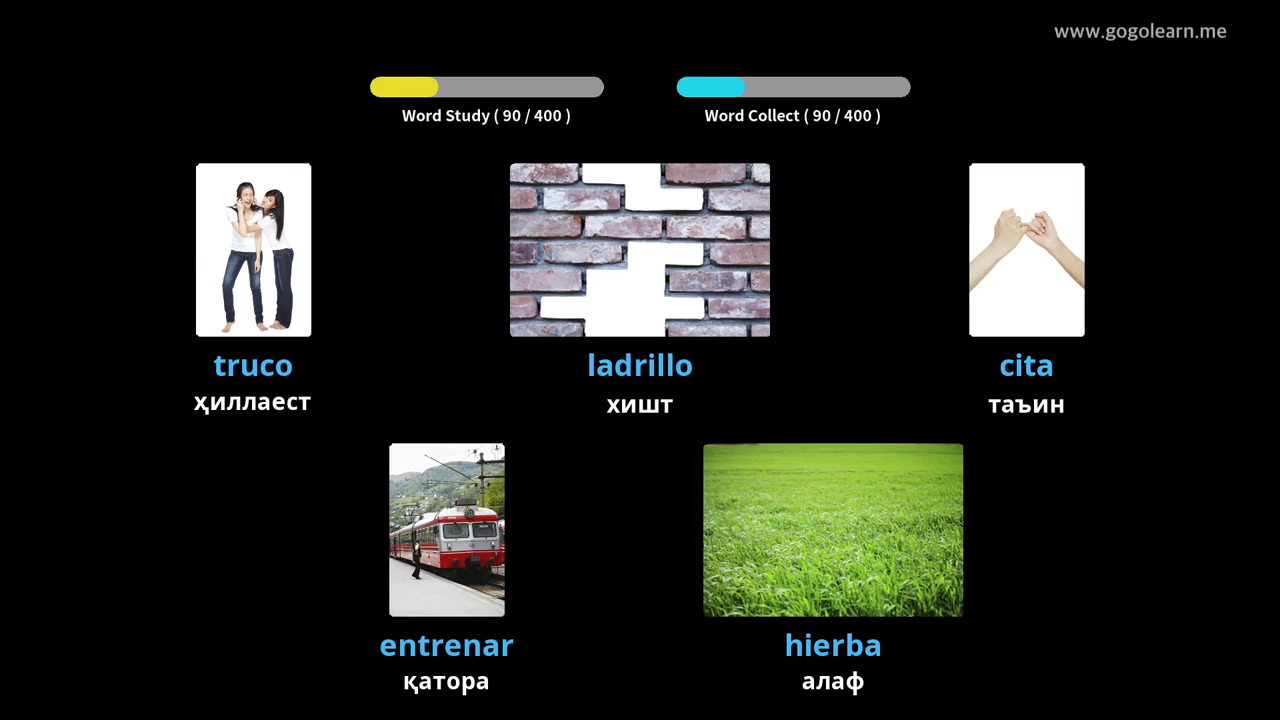 www.gogolearn.me
Word Study ( 90 / 400 )
Word Collect ( 90 / 400 )
truco
ҳиллаест
ladrillo
хишт
cita
таъин
entrenar
қатора
hierba
алаф